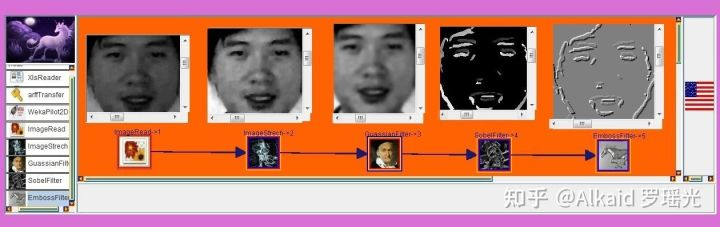 XlsReader
arffTransfer
WekaPilot2D
ImageRead
ImageStrech
GuassianFilt
SobelFilter
EmbossFilte
ImageRead->1
ImageStrech->2
GuassianFilter->3
SobelFilter->4
EmbossFilter->5
知乎 @Alkaid 罗瑶光